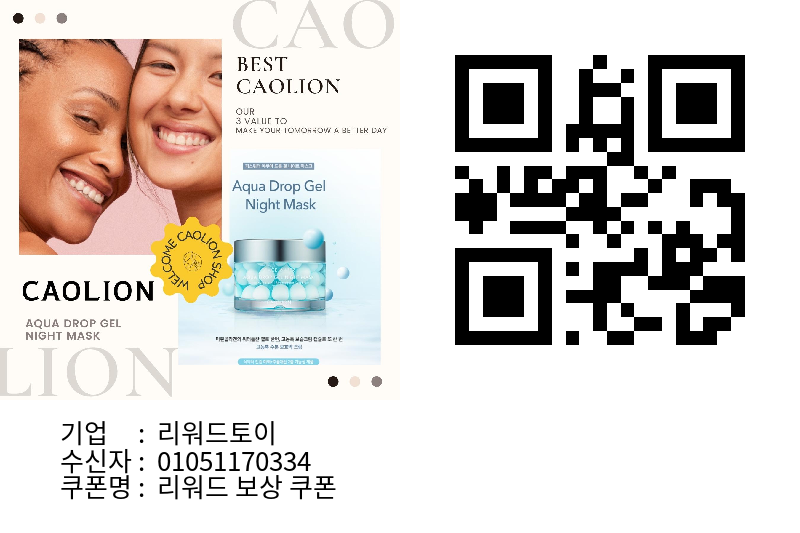 CAO
BEST
CAOLION
OUR
3 VALUE TO
MAKE YOUR TOMORROW A BETTER DAY
Aqua Drop Gel
Night Mask
WELCOME CAOLION SHOP
CAOLION
AQUA DROP GEL
NIGHT MASK
LION
기업 : 리워드토이
수신자 : 01051170334
쿠폰명 : 리워드 보상 쿠폰